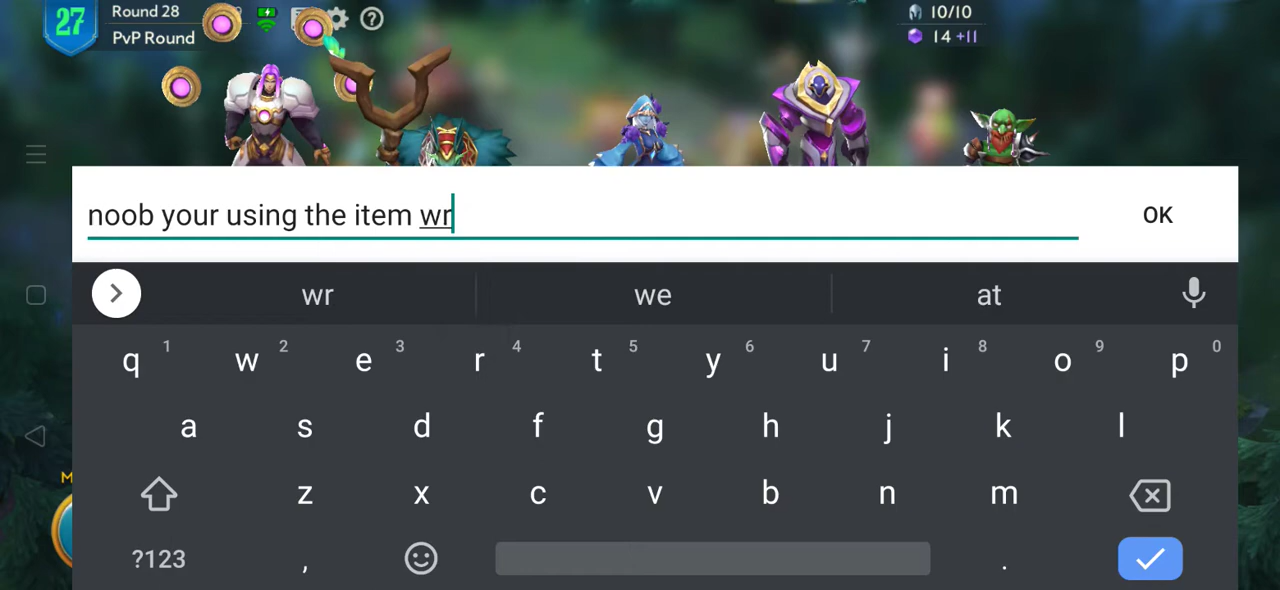 27
Round 28
PvP Round
10/10
14 +11
noob your using the item wr
OK
wr we at
q 1 w 2 e 3 r 4 t 5 y 6 u 7 i 8 o 9 p 0
a s d f g h j k l
z x c v b n m
M
?123 , .